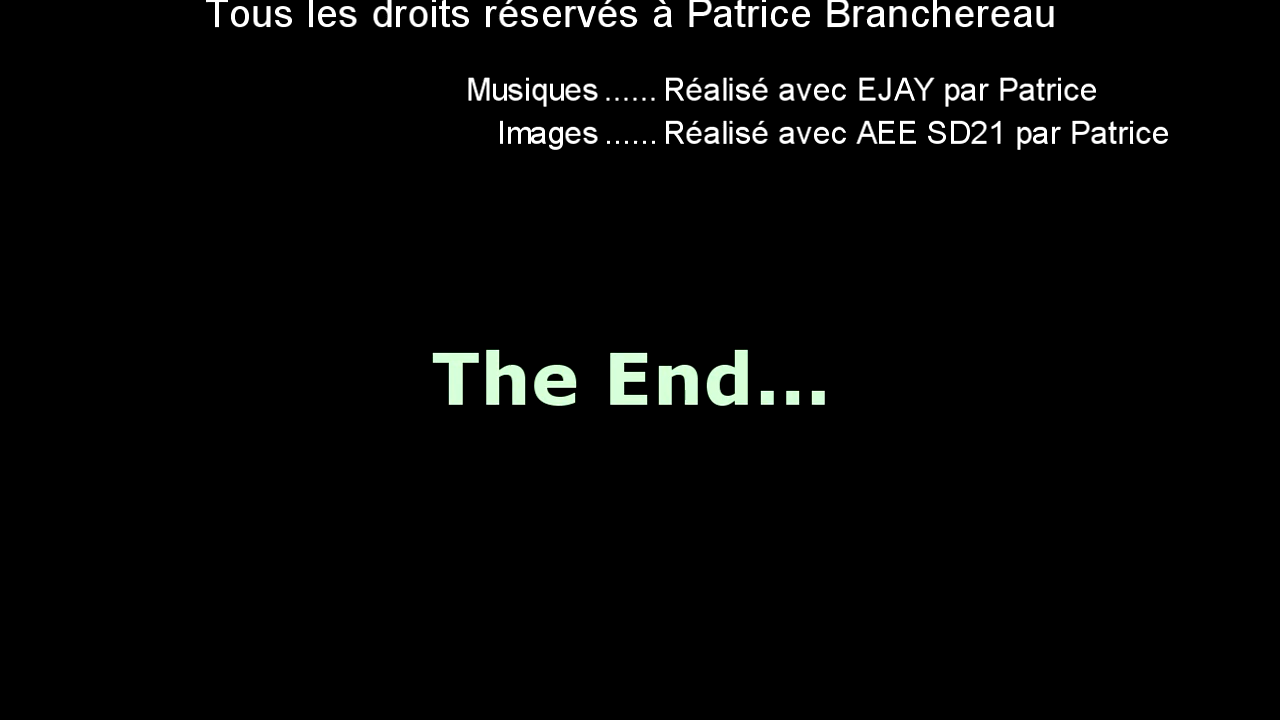 Tous les droits réservés à Patrice Branchereau
Musiques ...... Réalisé avec EJAY par Patrice
Images ...... Réalisé avec AEE SD21 par Patrice
The End...